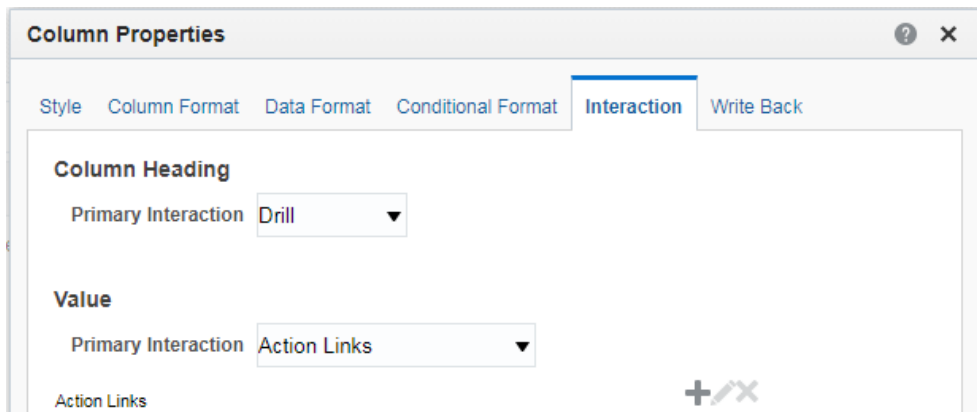 Column Properties
Style Column Format Data Format Conditional Format Interaction Write Back
Column Heading
Primary Interaction Drill
Value
Primary Interaction Action Links
Action Links